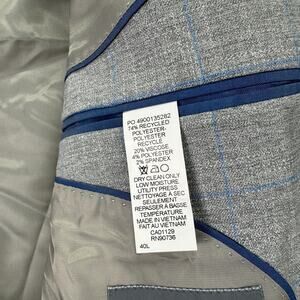 PO 4900135282
74% RECYCLED
POLYESTER-
POLYESTER
RECYCLE
20% VISCOSE
4% POLYESTER
2% SPANDEX
DRY CLEAN ONLY
LOW MOISTURE
UTILITY PRESS
NETTOYAGE A SEC
SEULEMENT
REPASSER À BASSE
TEMPÉRATURE
MADE IN VIETNAM
FAIT AU VIETNAM
CA01129
RN90736
40L